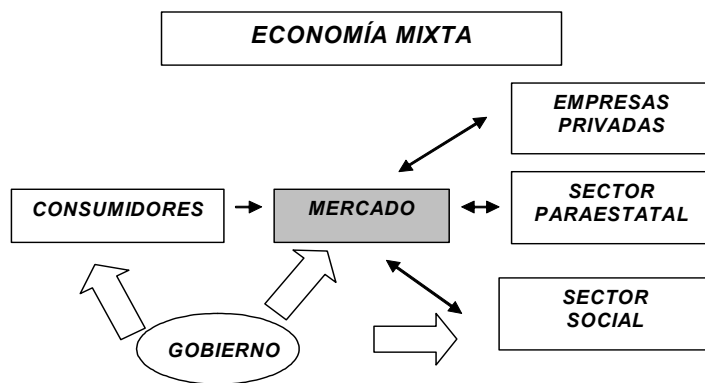 ECONOMÍA MIXTA
EMPRESAS
PRIVADAS
CONSUMIDORES
MERCADO
SECTOR
PARAESTATAL
SECTOR
SOCIAL
GOBIERNO